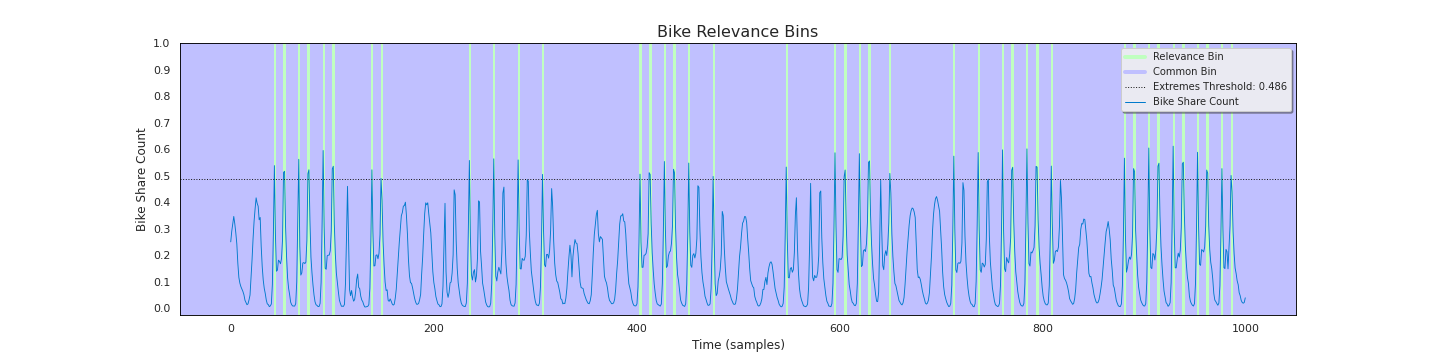 Bike Relevance Bins
1.0
0.9
0.8
0.7
0.6
0.5
0.4
0.3
0.2
0.1
0.0
Bike Share Count
Relevance Bin
Common Bin
Extremes Threshold: 0.486
Bike Share Count
0
200
400
600
800
1000
Time (samples)